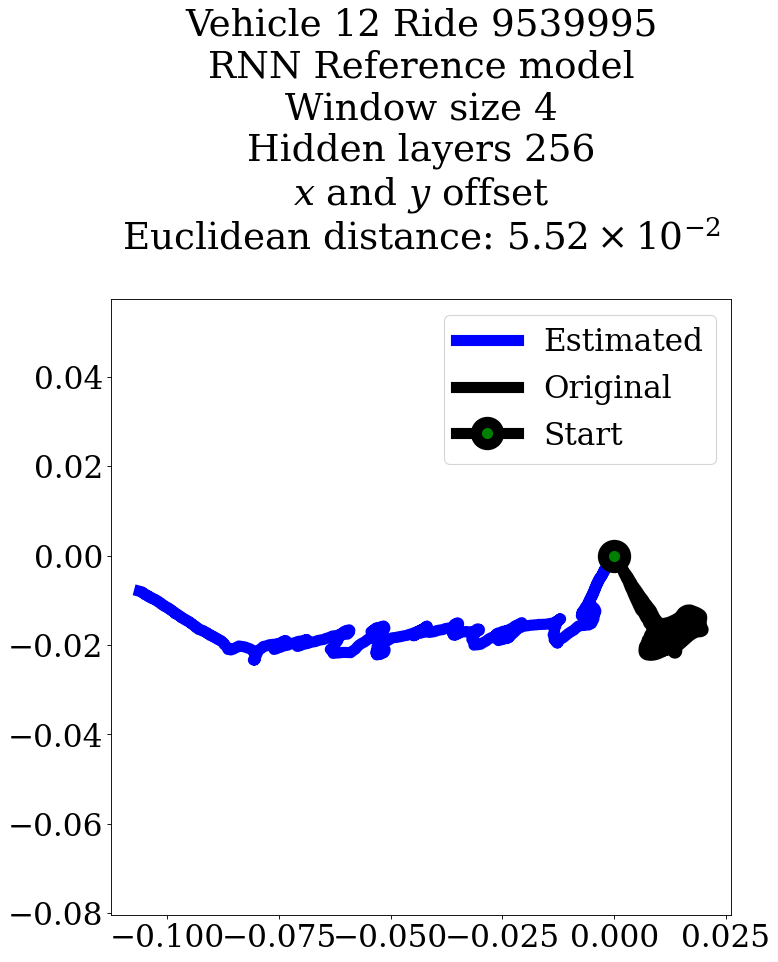 Vehicle 12 Ride 9539995
RNN Reference model
Window size 4
Hidden layers 256
x and y offset
Euclidean distance: 5.52 × 10⁻²
Estimated
Original
Start
0.04
0.02
0.00
−0.02
−0.04
−0.06
−0.08
−0.100 −0.075 −0.050 −0.025 0.000 0.025